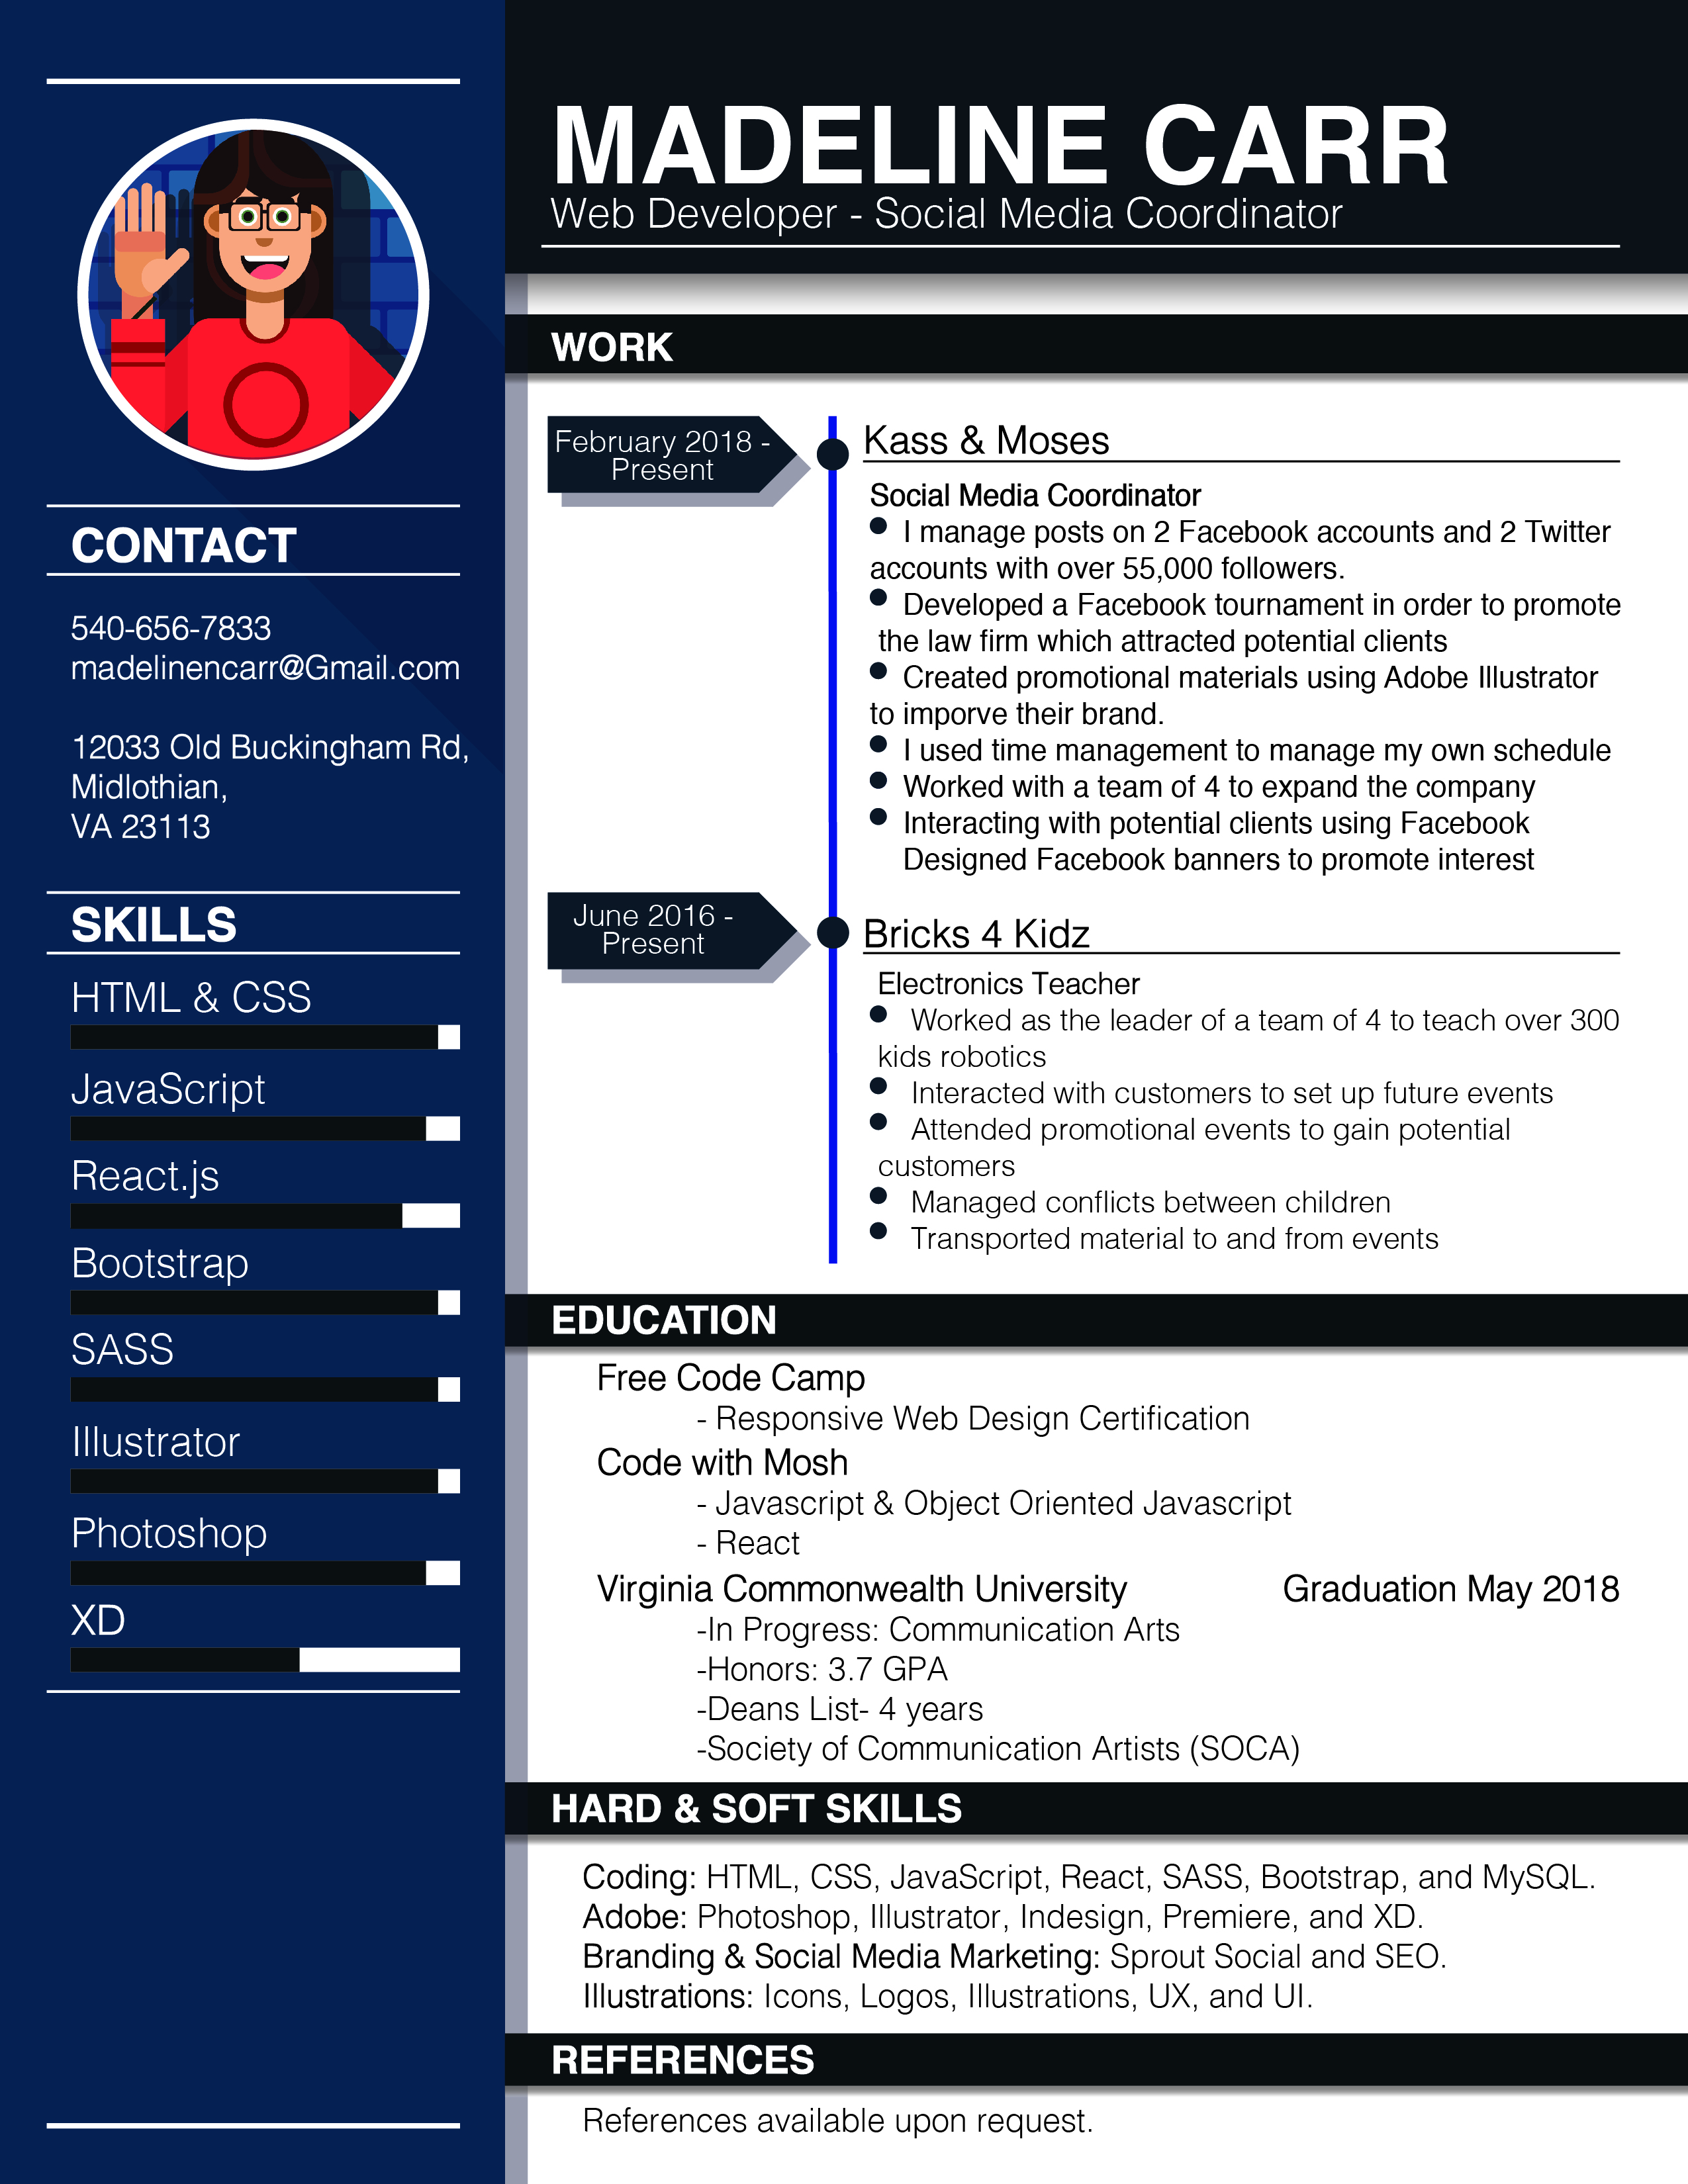 MADELINE CARR
Web Developer - Social Media Coordinator
CONTACT
540-656-7833
madelinencarr@Gmail.com
12033 Old Buckingham Rd,
Midlothian,
VA 23113
SKILLS
HTML & CSS
JavaScript
React.js
Bootstrap
SASS
Illustrator
Photoshop
XD
WORK
February 2018 -
Present
Kass & Moses
Social Media Coordinator
● I manage posts on 2 Facebook accounts and 2 Twitter
accounts with over 55,000 followers.
● Developed a Facebook tournament in order to promote
the law firm which attracted potential clients
● Created promotional materials using Adobe Illustrator
to imporve their brand.
● I used time management to manage my own schedule
● Worked with a team of 4 to expand the company
● Interacting with potential clients using Facebook
Designed Facebook banners to promote interest
June 2016 -
Present
Bricks 4 Kidz
Electronics Teacher
● Worked as the leader of a team of 4 to teach over 300
kids robotics
● Interacted with customers to set up future events
● Attended promotional events to gain potential
customers
● Managed conflicts between children
● Transported material to and from events
EDUCATION
Free Code Camp
- Responsive Web Design Certification
Code with Mosh
- Javascript & Object Oriented Javascript
- React
Virginia Commonwealth University Graduation May 2018
-In Progress: Communication Arts
-Honors: 3.7 GPA
-Deans List- 4 years
-Society of Communication Artists (SOCA)
HARD & SOFT SKILLS
Coding: HTML, CSS, JavaScript, React, SASS, Bootstrap, and MySQL.
Adobe: Photoshop, Illustrator, Indesign, Premiere, and XD.
Branding & Social Media Marketing: Sprout Social and SEO.
Illustrations: Icons, Logos, Illustrations, UX, and UI.
REFERENCES
References available upon request.